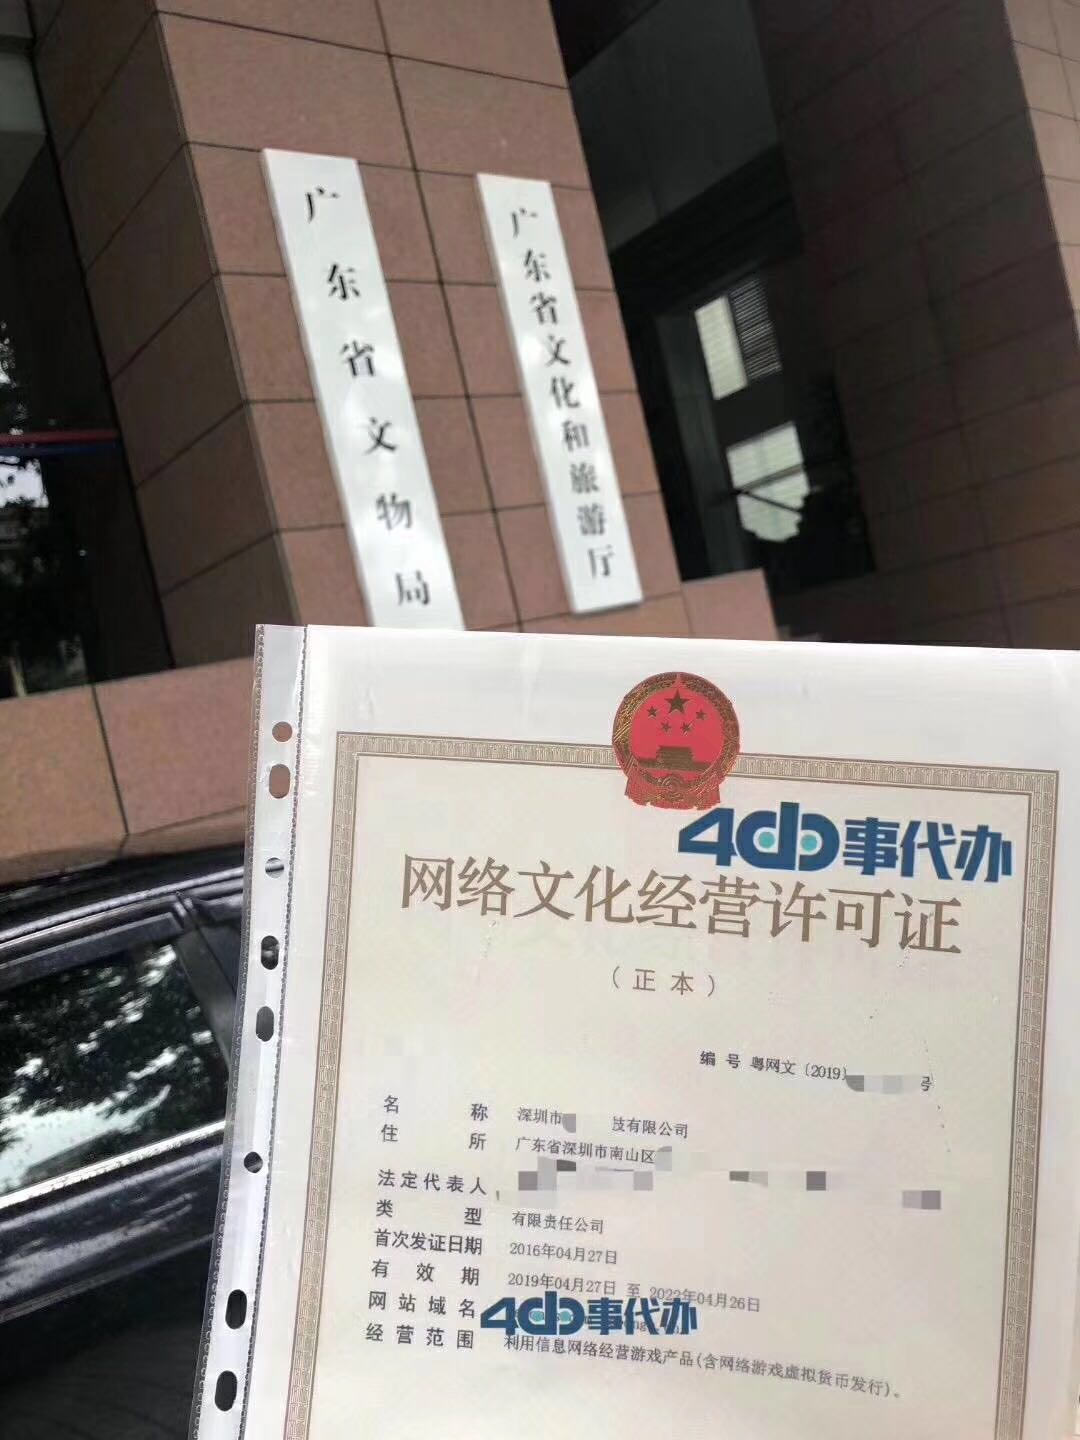 广东省文物局
广东省文化和旅游厅
4db事代办
网络文化经营许可证
（正本）
编号 粤网文〔2019〕 号
名称 深圳市 技有限公司
住所 广东省深圳市南山区
法定代表人
类型 有限责任公司
首次发证日期 2016年04月27日
有效期 2019年04月27日 至 2022年04月26日
网站域名
4db事代办
经营范围 利用信息网络经营游戏产品(含网络游戏虚拟货币发行)。